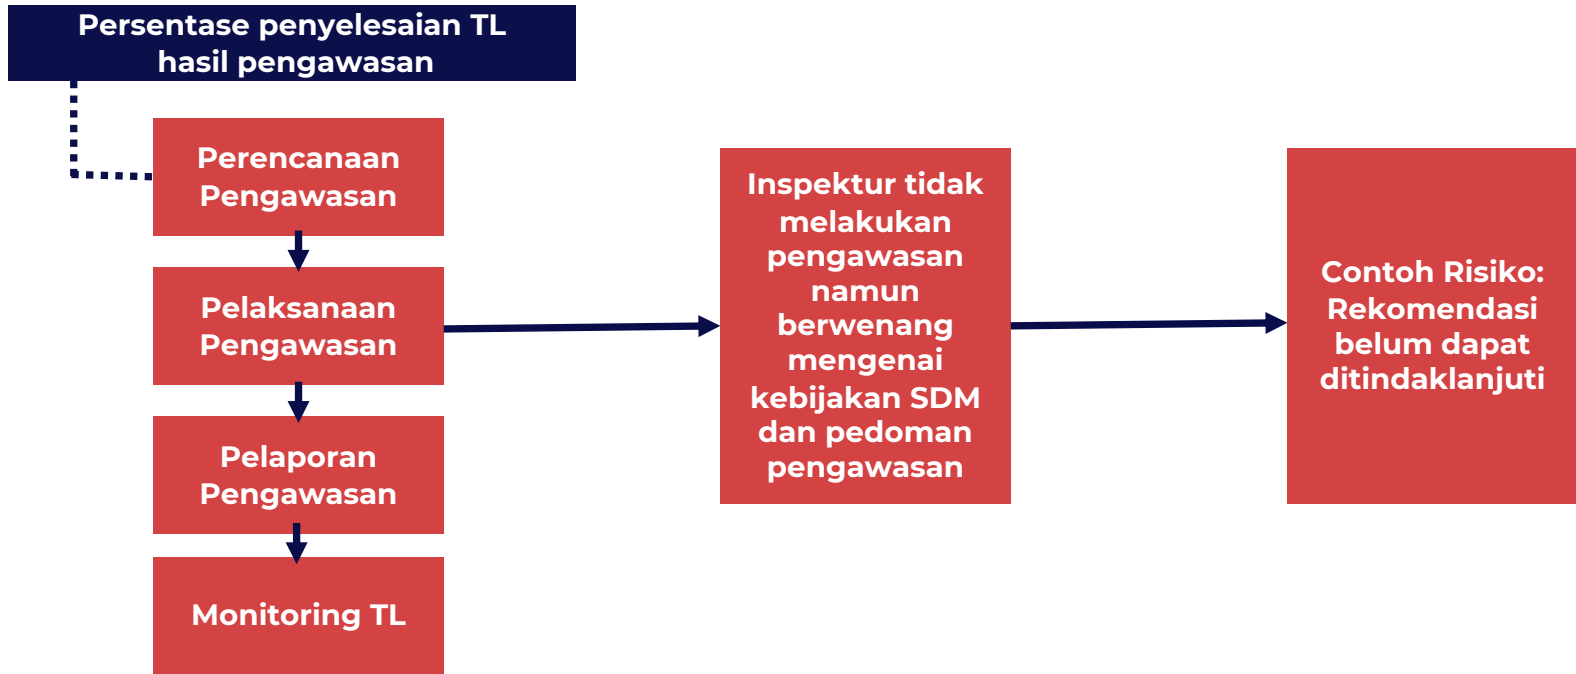 Persentase penyelesaian TL
hasil pengawasan
Perencanaan
Pengawasan
Pelaksanaan
Pengawasan
Pelaporan
Pengawasan
Monitoring TL
Inspektur tidak
melakukan
pengawasan
namun
berwenang
mengenai
kebijakan SDM
dan pedoman
pengawasan
Contoh Risiko:
Rekomendasi
belum dapat
ditindaklanjuti